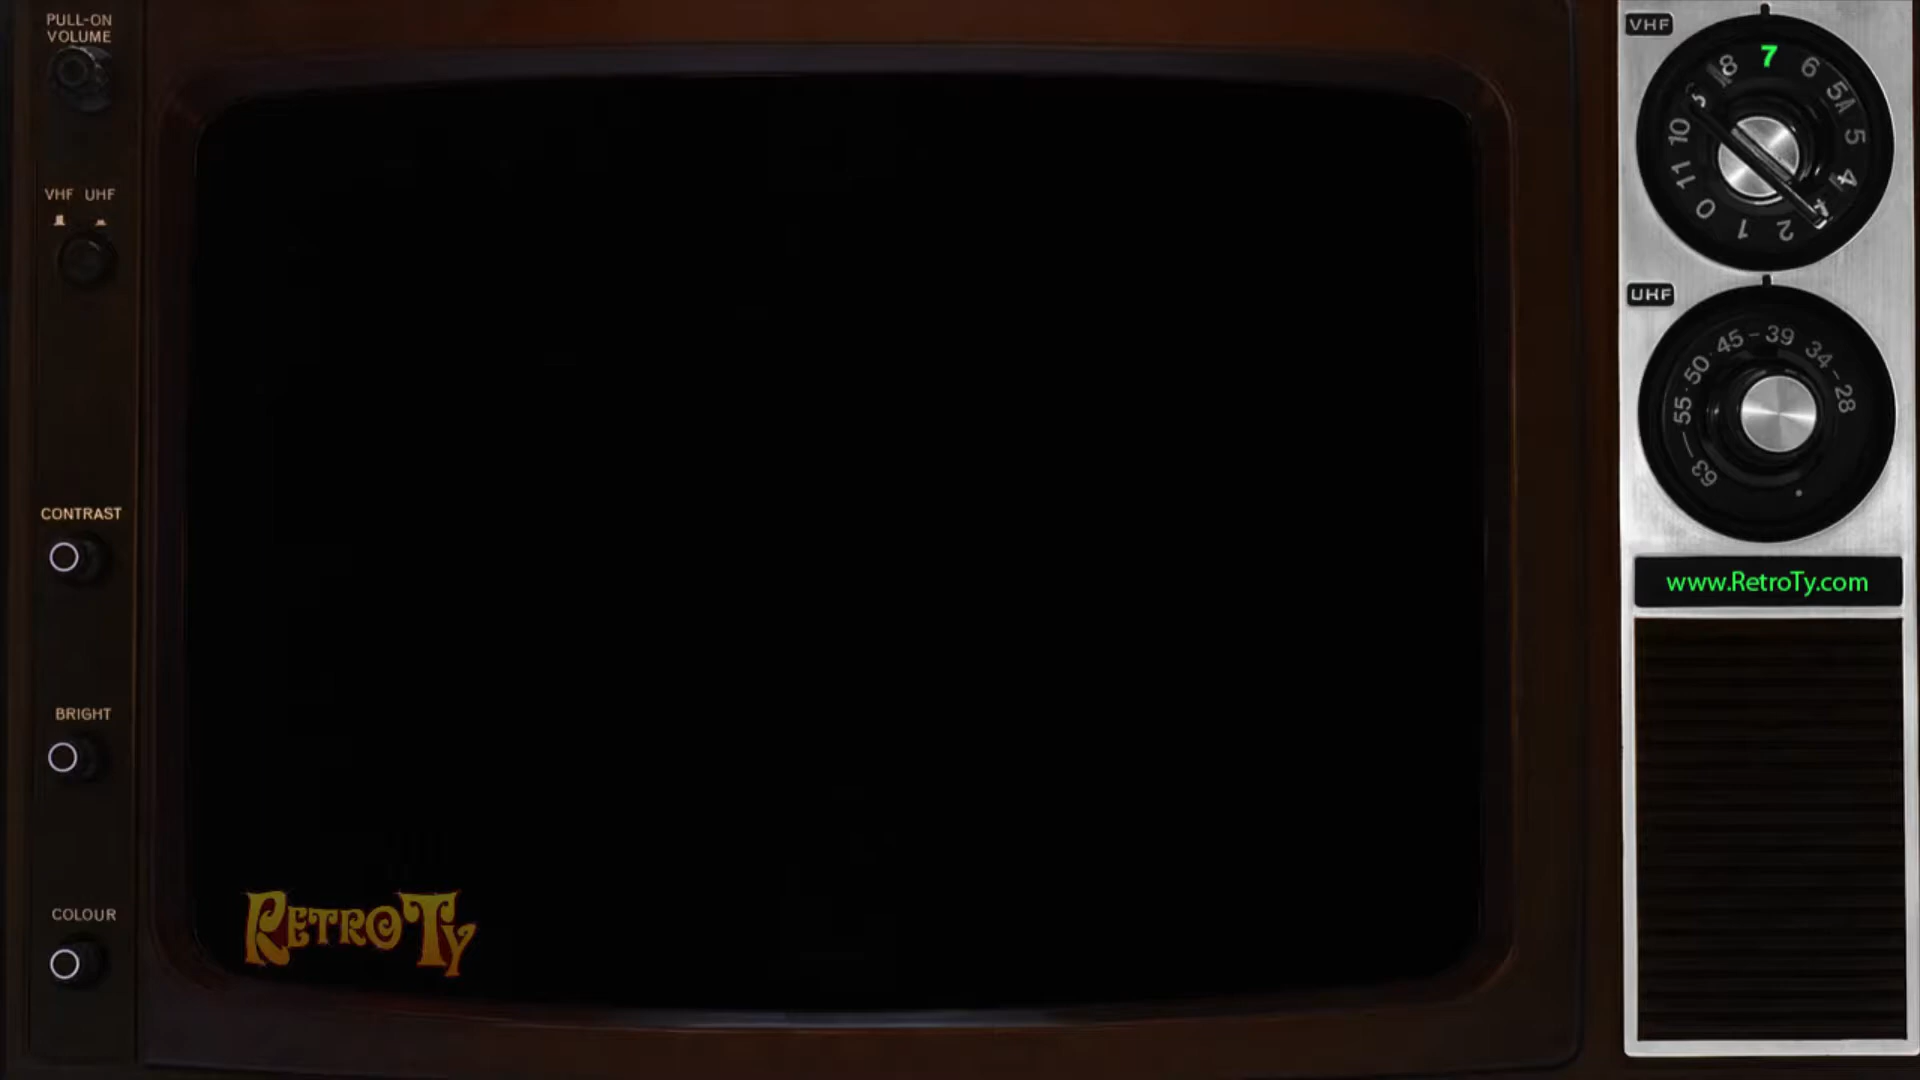 PULL-ON
VOLUME
VHF UHF
CONTRAST
BRIGHT
COLOUR
RETROTY
VHF
7
6
5A
5
4
2
1
0
11
10
8
UHF
63 — 55 · 50 · 45 – 39 34 – 28
www.RetroTy.com